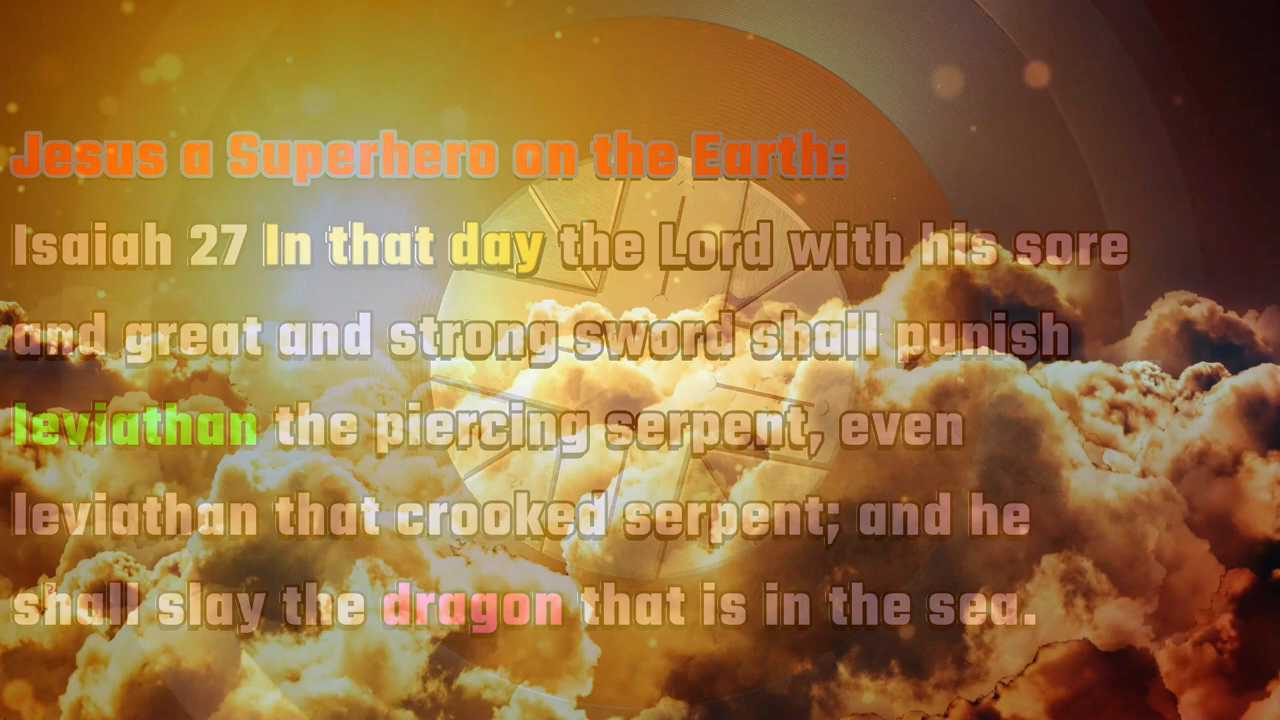 Jesus a Superhero on the Earth:
Isaiah 27 In that day the Lord with his sore
and great and strong sword shall punish
leviathan the piercing serpent, even
leviathan that crooked serpent; and he
shall slay the dragon that is in the sea.